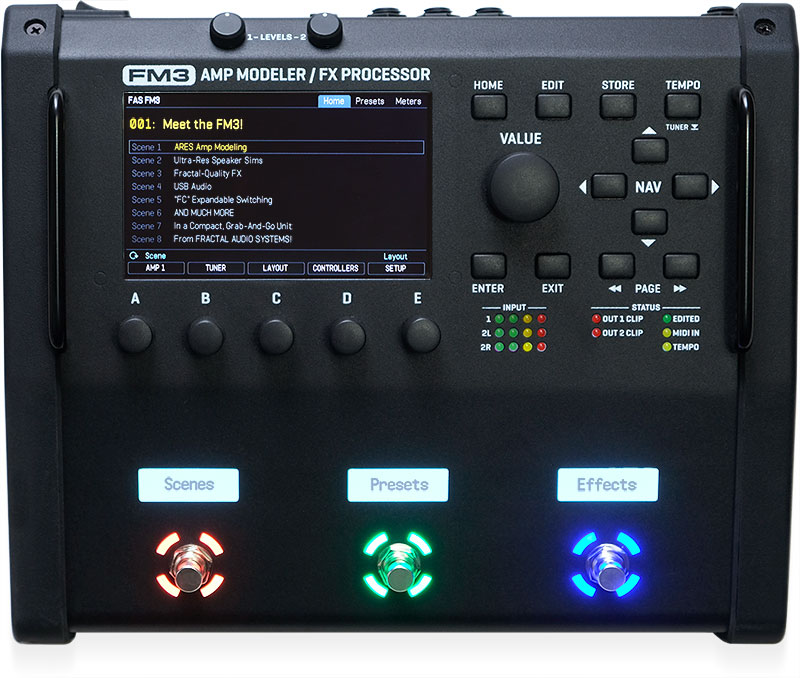 1 – LEVELS – 2
FM3 AMP MODELER / FX PROCESSOR
FAS FM3 Home Presets Meters
001: Meet the FM3!
Scene 1 ARES Amp Modeling
Scene 2 Ultra-Res Speaker Sims
Scene 3 Fractal-Quality FX
Scene 4 USB Audio
Scene 5 "FC" Expandable Switching
Scene 6 AND MUCH MORE
Scene 7 In a Compact, Grab-And-Go Unit
Scene 8 From FRACTAL AUDIO SYSTEMS!
Scene Layout
AMP 1 TUNER LAYOUT CONTROLLERS SETUP
A B C D E
HOME EDIT STORE TEMPO
TUNER
VALUE
NAV
ENTER EXIT PAGE
INPUT
1
2L
2R
STATUS
OUT 1 CLIP EDITED
OUT 2 CLIP MIDI IN
TEMPO
Scenes Presets Effects